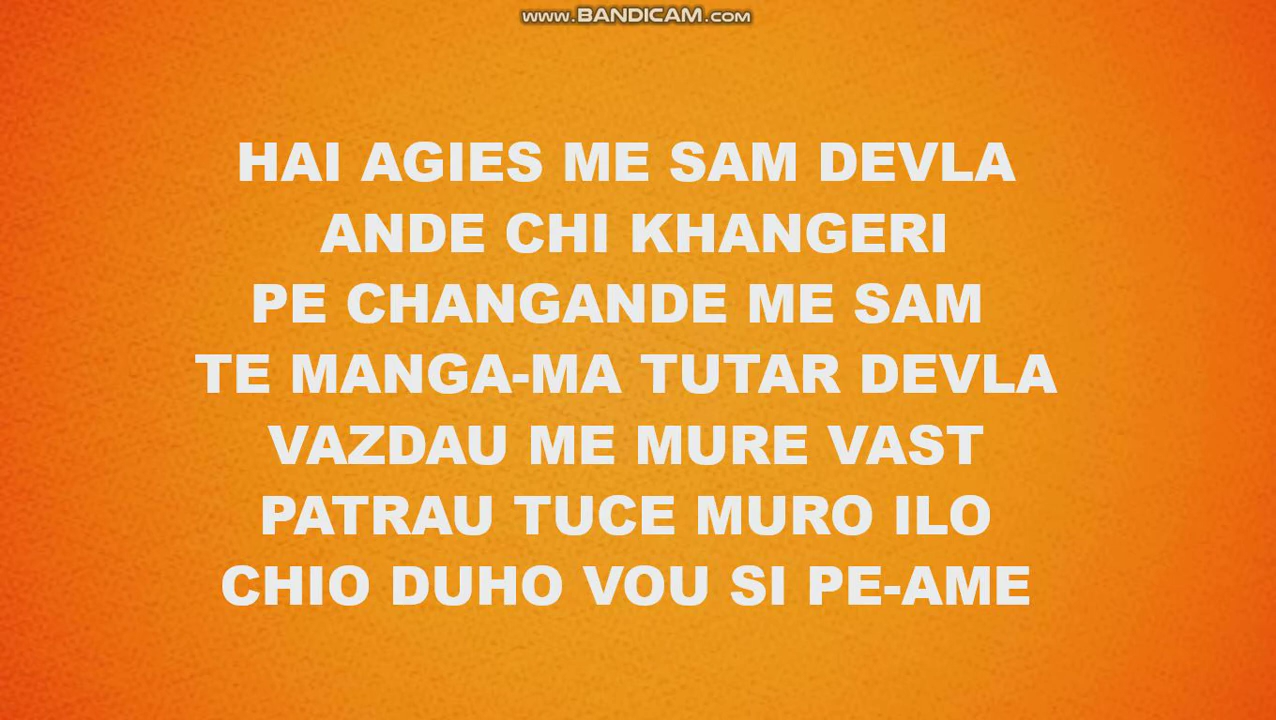 www.BANDICAM.com
HAI AGIES ME SAM DEVLA
ANDE CHI KHANGERI
PE CHANGANDE ME SAM
TE MANGA-MA TUTAR DEVLA
VAZDAU ME MURE VAST
PATRAU TUCE MURO ILO
CHIO DUHO VOU SI PE-AME